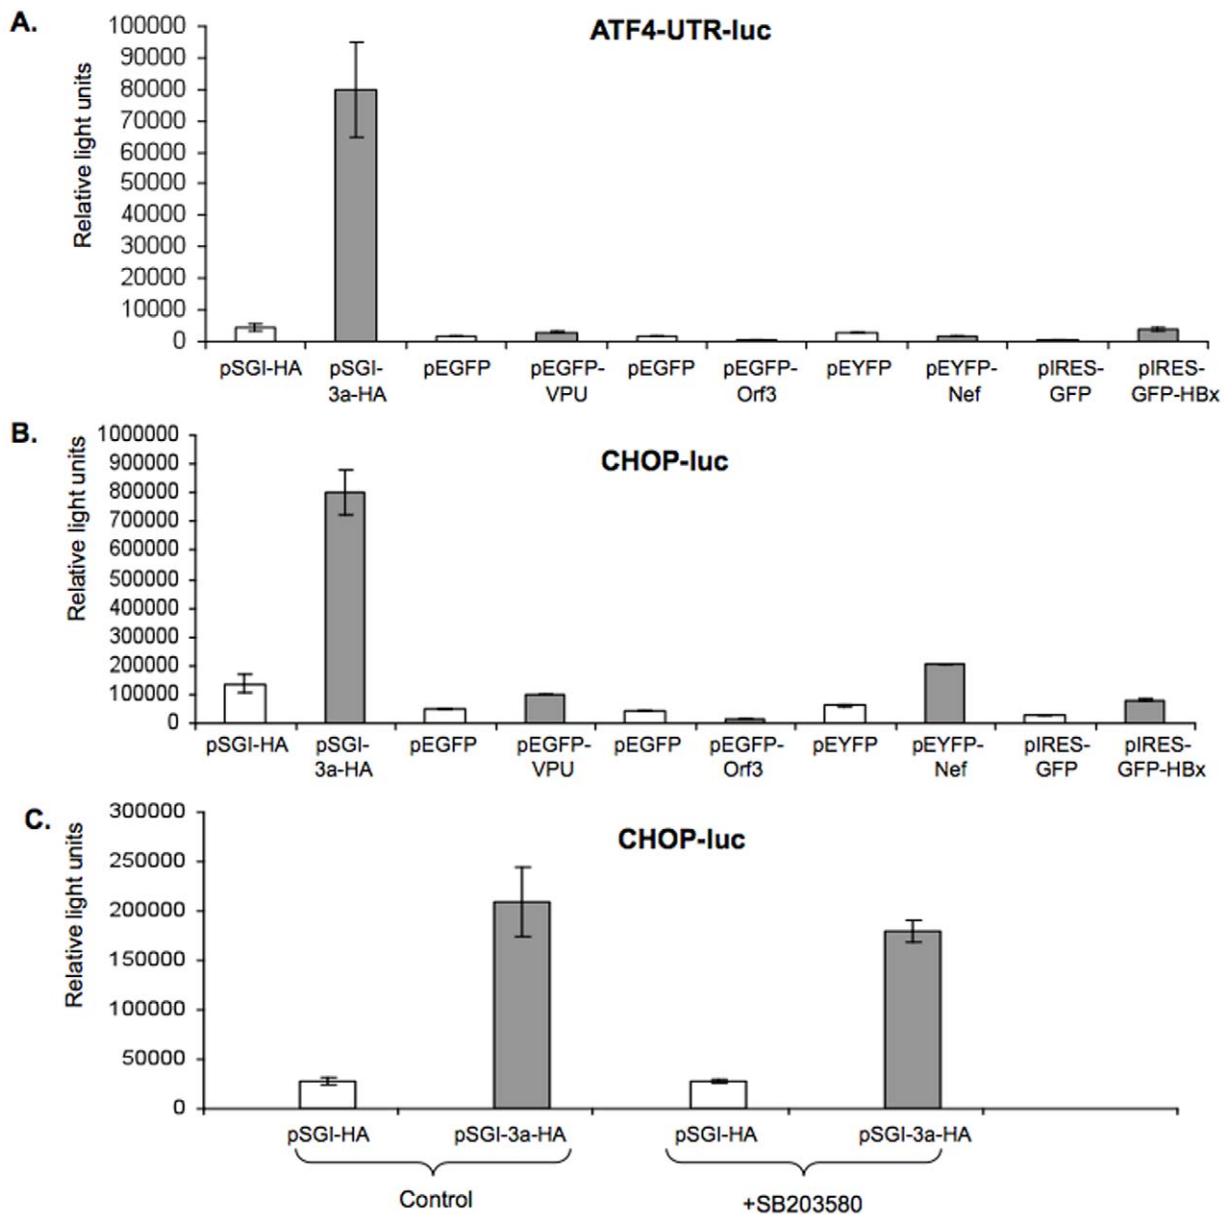 A.
ATF4-UTR-luc
Relative light units
100000
90000
80000
70000
60000
50000
40000
30000
20000
10000
0
pSGI-HA
pSGI-
3a-HA
pEGFP
pEGFP-
VPU
pEGFP
pEGFP-
Orf3
pEYFP
pEYFP-
Nef
pIRES-
GFP
pIRES-
GFP-HBx
B.
CHOP-luc
Relative light units
1000000
900000
800000
700000
600000
500000
400000
300000
200000
100000
0
pSGI-HA
pSGI-
3a-HA
pEGFP
pEGFP-
VPU
pEGFP
pEGFP-
Orf3
pEYFP
pEYFP-
Nef
pIRES-
GFP
pIRES-
GFP-HBx
C.
CHOP-luc
Relative light units
300000
250000
200000
150000
100000
50000
0
pSGI-HA
pSGI-3a-HA
pSGI-HA
pSGI-3a-HA
Control
+SB203580